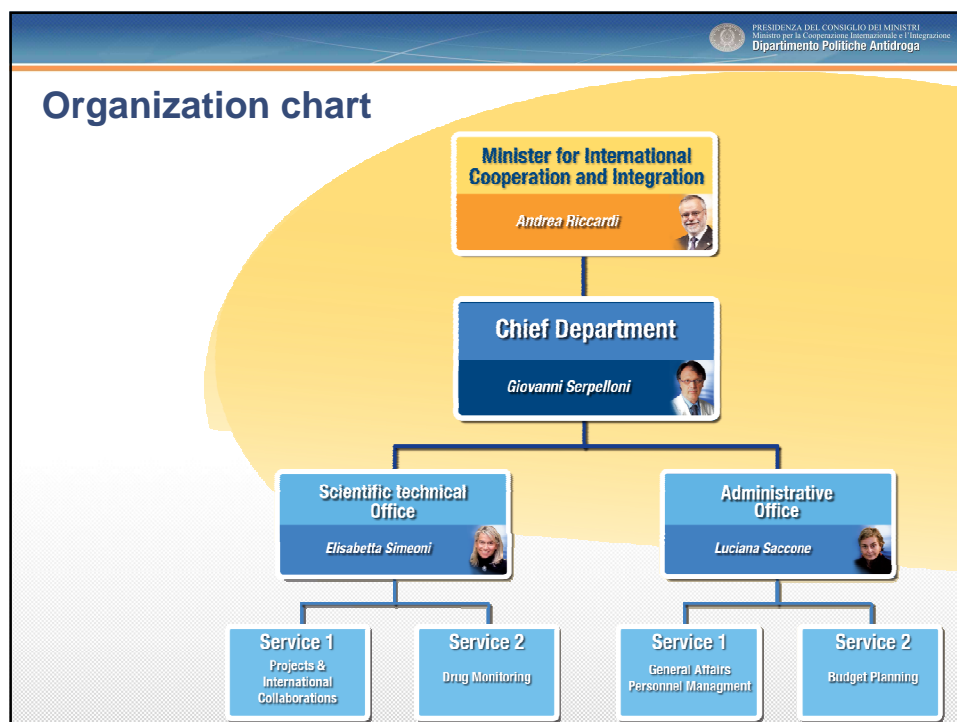 PRESIDENZA DEL CONSIGLIO DEI MINISTRI
Ministro per la Cooperazione Internazionale e l'Integrazione
Dipartimento Politiche Antidroga
Organization chart
Minister for International
Cooperation and Integration
Andrea Riccardi
Chief Department
Giovanni Serpelloni
Scientific technical
Office
Elisabetta Simeoni
Administrative
Office
Luciana Saccone
Service 1
Projects &
International
Collaborations
Service 2
Drug Monitoring
Service 1
General Affairs
Personnel Managment
Service 2
Budget Planning